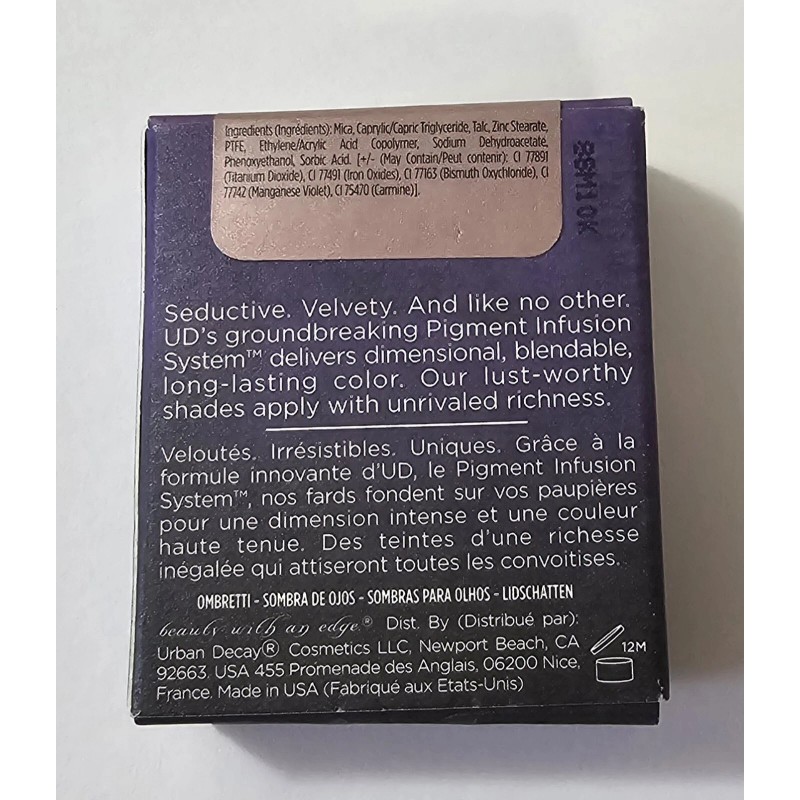 Ingredients (Ingrédients): Mica, Caprylic/Capric Triglyceride, Talc, Zinc Stearate,
PTFE, Ethylene/Acrylic Acid Copolymer, Sodium Dehydroacetate,
Phenoxyethanol, Sorbic Acid. [+/- (May Contain/Peut contenir): CI 77891
(Titanium Dioxide), CI 77491 (Iron Oxides), CI 77163 (Bismuth Oxychloride), CI
77742 (Manganese Violet), CI 75470 (Carmine)].
Seductive. Velvety. And like no other.
UD's groundbreaking Pigment Infusion
System™ delivers dimensional, blendable,
long-lasting color. Our lust-worthy
shades apply with unrivaled richness.
Veloutés. Irrésistibles. Uniques. Grâce à la
formule innovante d'UD, le Pigment Infusion
System™, nos fards fondent sur vos paupières
pour une dimension intense et une couleur
haute tenue. Des teintes d'une richesse
inégalée qui attiseront toutes les convoitises.
OMBRETTI - SOMBRA DE OJOS - SOMBRAS PARA OLHOS - LIDSCHATTEN
beauty with an edge.® Dist. By (Distribué par):
Urban Decay® Cosmetics LLC, Newport Beach, CA
92663. USA 455 Promenade des Anglais, 06200 Nice,
France. Made in USA (Fabriqué aux Etats-Unis)
12M